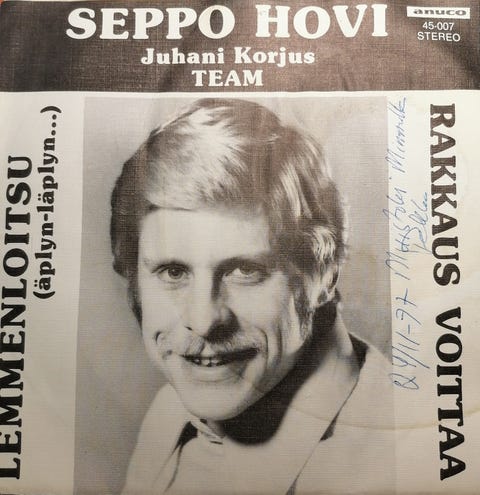 SEPPO HOVI
Juhani Korjus
TEAM
anuco
45-007
STEREO
LEMMENLOITSU
(äplyn-läplyn...)
RAKKAUS VOITTAA